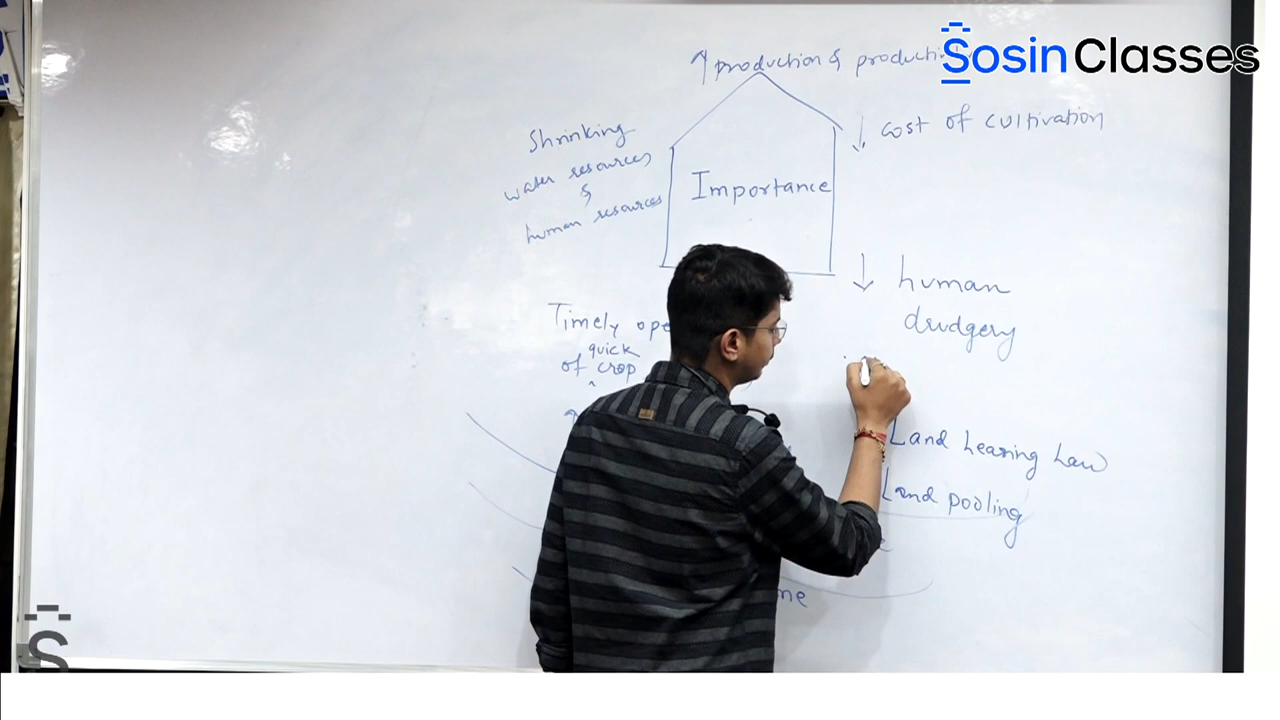 Sosin Classes
↑ production &
↓ cost of cultivation
Shrinking
water resources
&
human resources
Importance
↓ human
drudgery
Timely ope
quick
of crop
Land Leasing Law
Land pooling
me